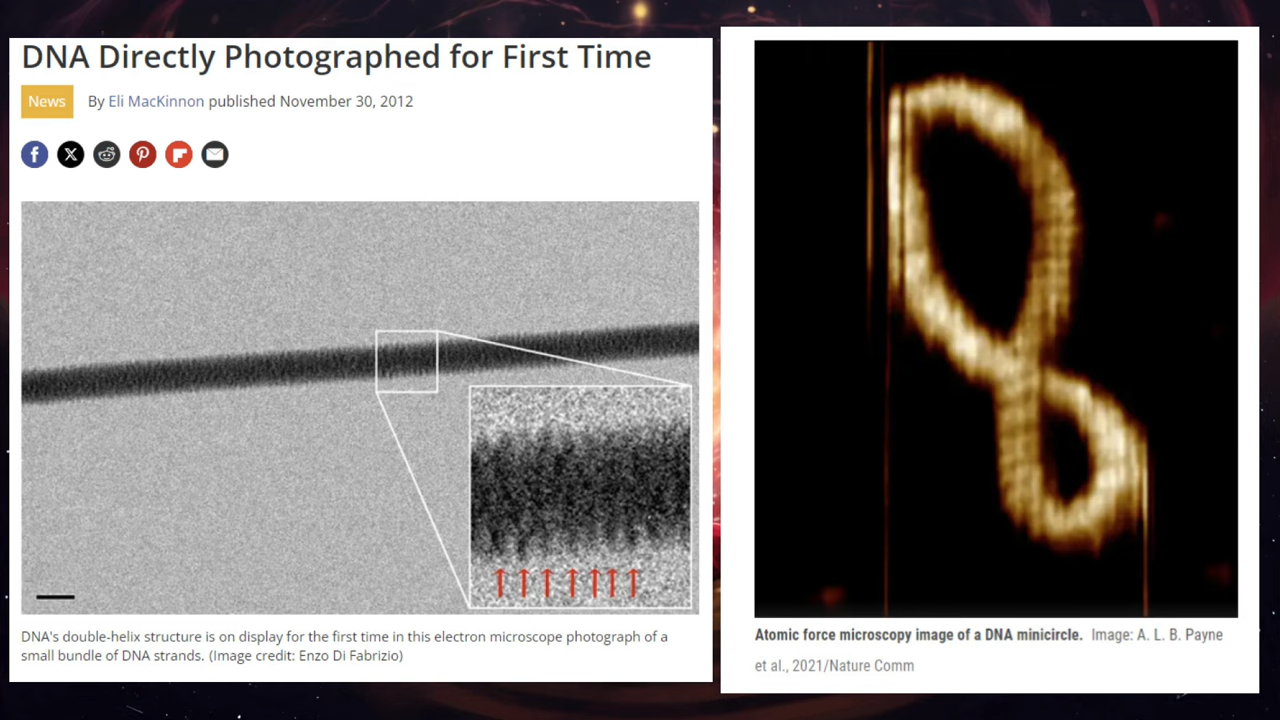 DNA Directly Photographed for First Time
News
By Eli MacKinnon published November 30, 2012
DNA's double-helix structure is on display for the first time in this electron microscope photograph of a
small bundle of DNA strands. (Image credit: Enzo Di Fabrizio)
Atomic force microscopy image of a DNA minicircle. Image: A. L. B. Payne
et al., 2021/Nature Comm